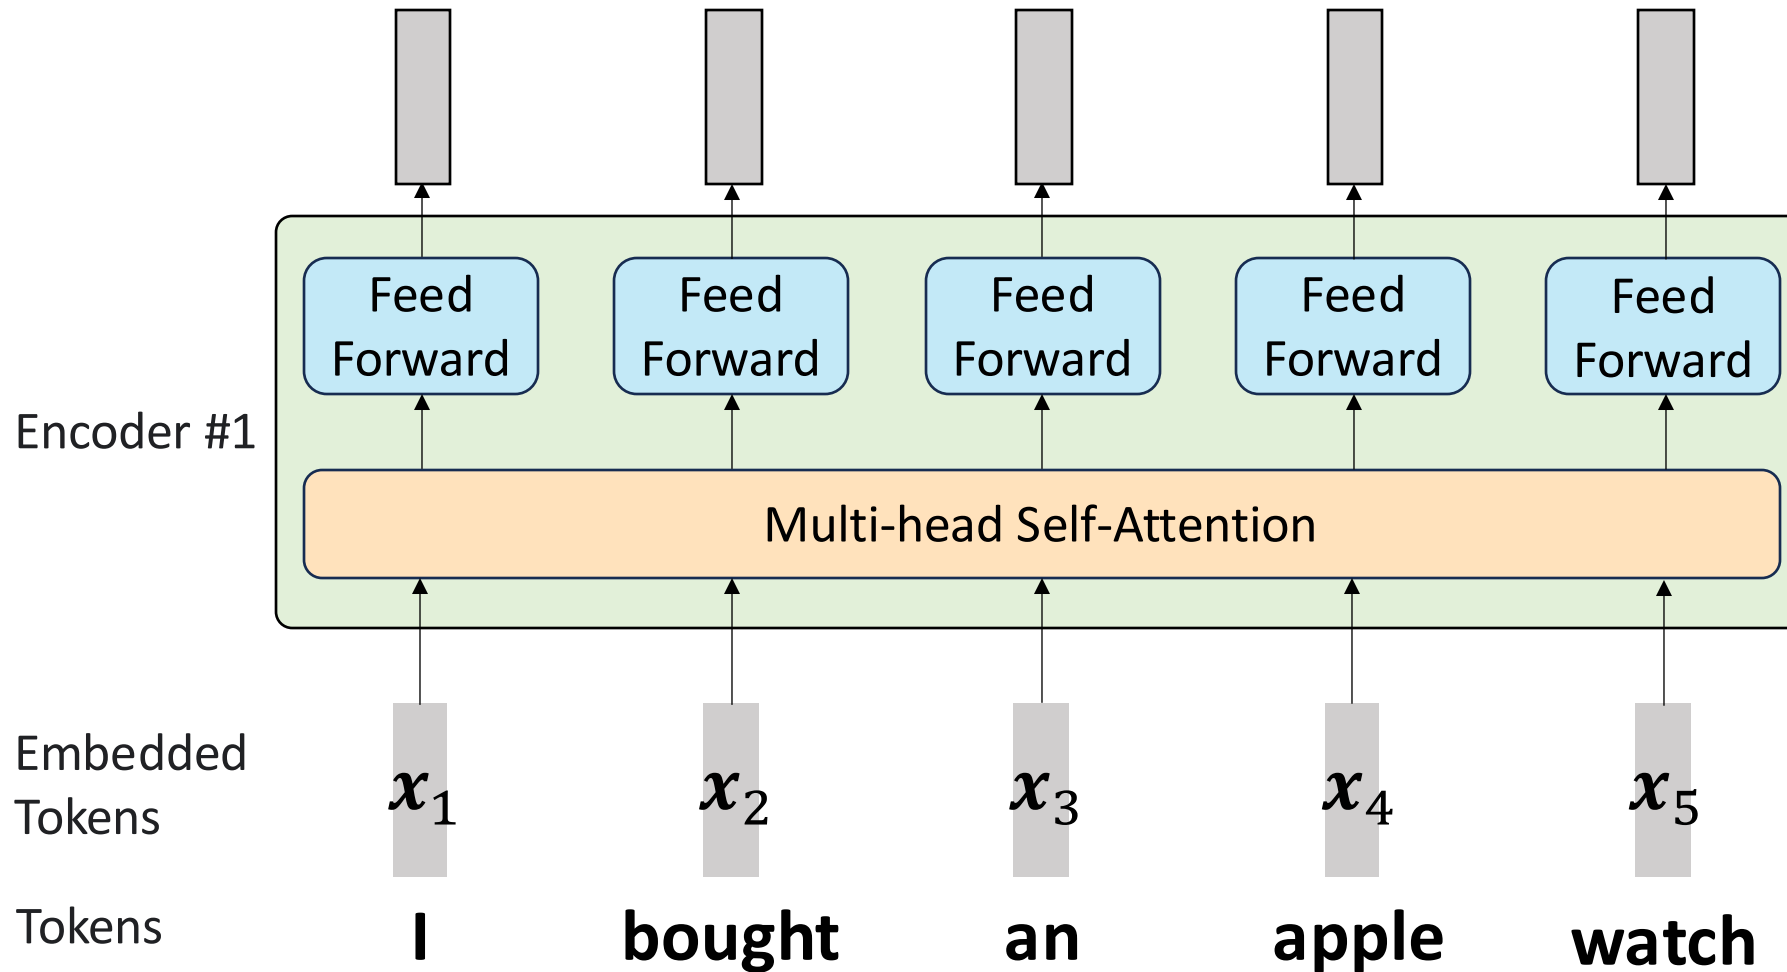 Feed Forward
Feed Forward
Feed Forward
Feed Forward
Feed Forward
Encoder #1
Multi-head Self-Attention
Embedded Tokens
x₁ x₂ x₃ x₄ x₅
Tokens
I bought an apple watch